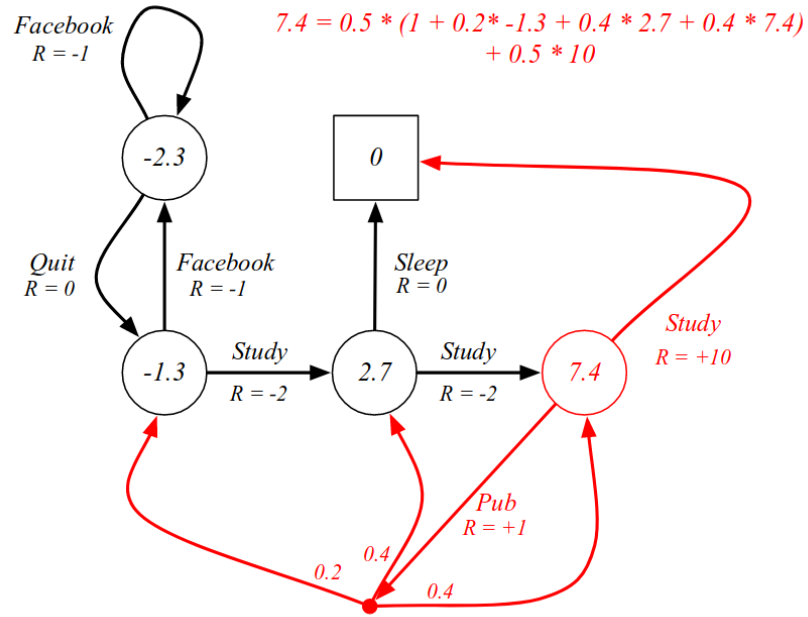 Facebook
R = -1
7.4 = 0.5 * (1 + 0.2* -1.3 + 0.4 * 2.7 + 0.4 * 7.4)
+ 0.5 * 10
-2.3
0
Quit
R = 0
Facebook
R = -1
Sleep
R = 0
Study
R = +10
-1.3
Study
R = -2
2.7
Study
R = -2
7.4
Pub
R = +1
0.2
0.4
0.4